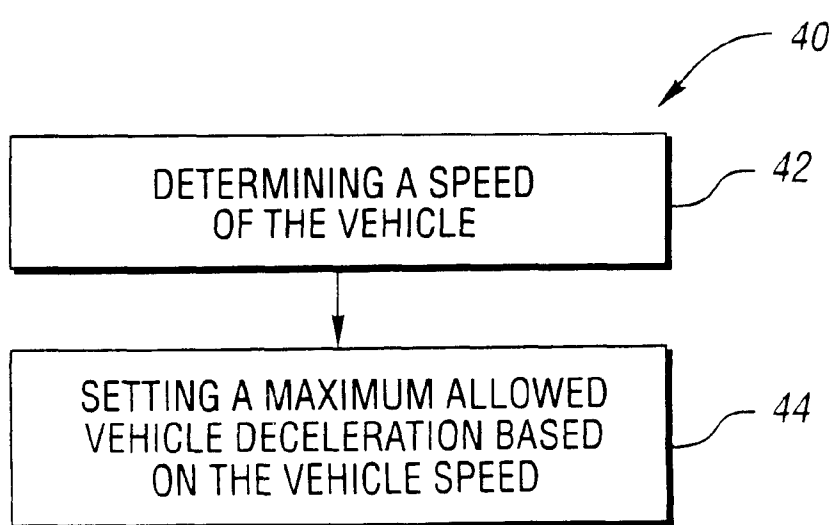 40
DETERMINING A SPEED
OF THE VEHICLE
42
SETTING A MAXIMUM ALLOWED
VEHICLE DECELERATION BASED
ON THE VEHICLE SPEED
44